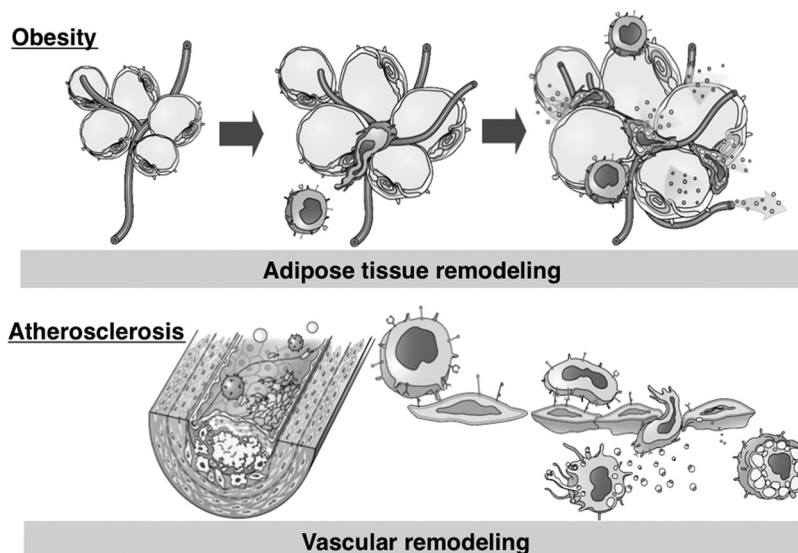 Obesity
Adipose tissue remodeling
Atherosclerosis
Vascular remodeling